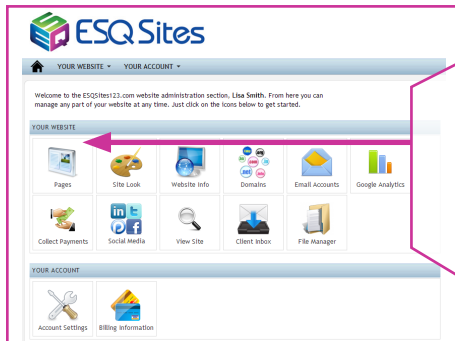 ESQ Sites
YOUR WEBSITE YOUR ACCOUNT
Welcome to the ESQSites123.com website administration section, Lisa Smith. From here you can
manage any part of your website at any time. Just click on the icons below to get started.
YOUR WEBSITE
Pages Site Look Website Info Domains Email Accounts Google Analytics
Collect Payments Social Media View Site Client Inbox File Manager
YOUR ACCOUNT
Account Settings Billing Information